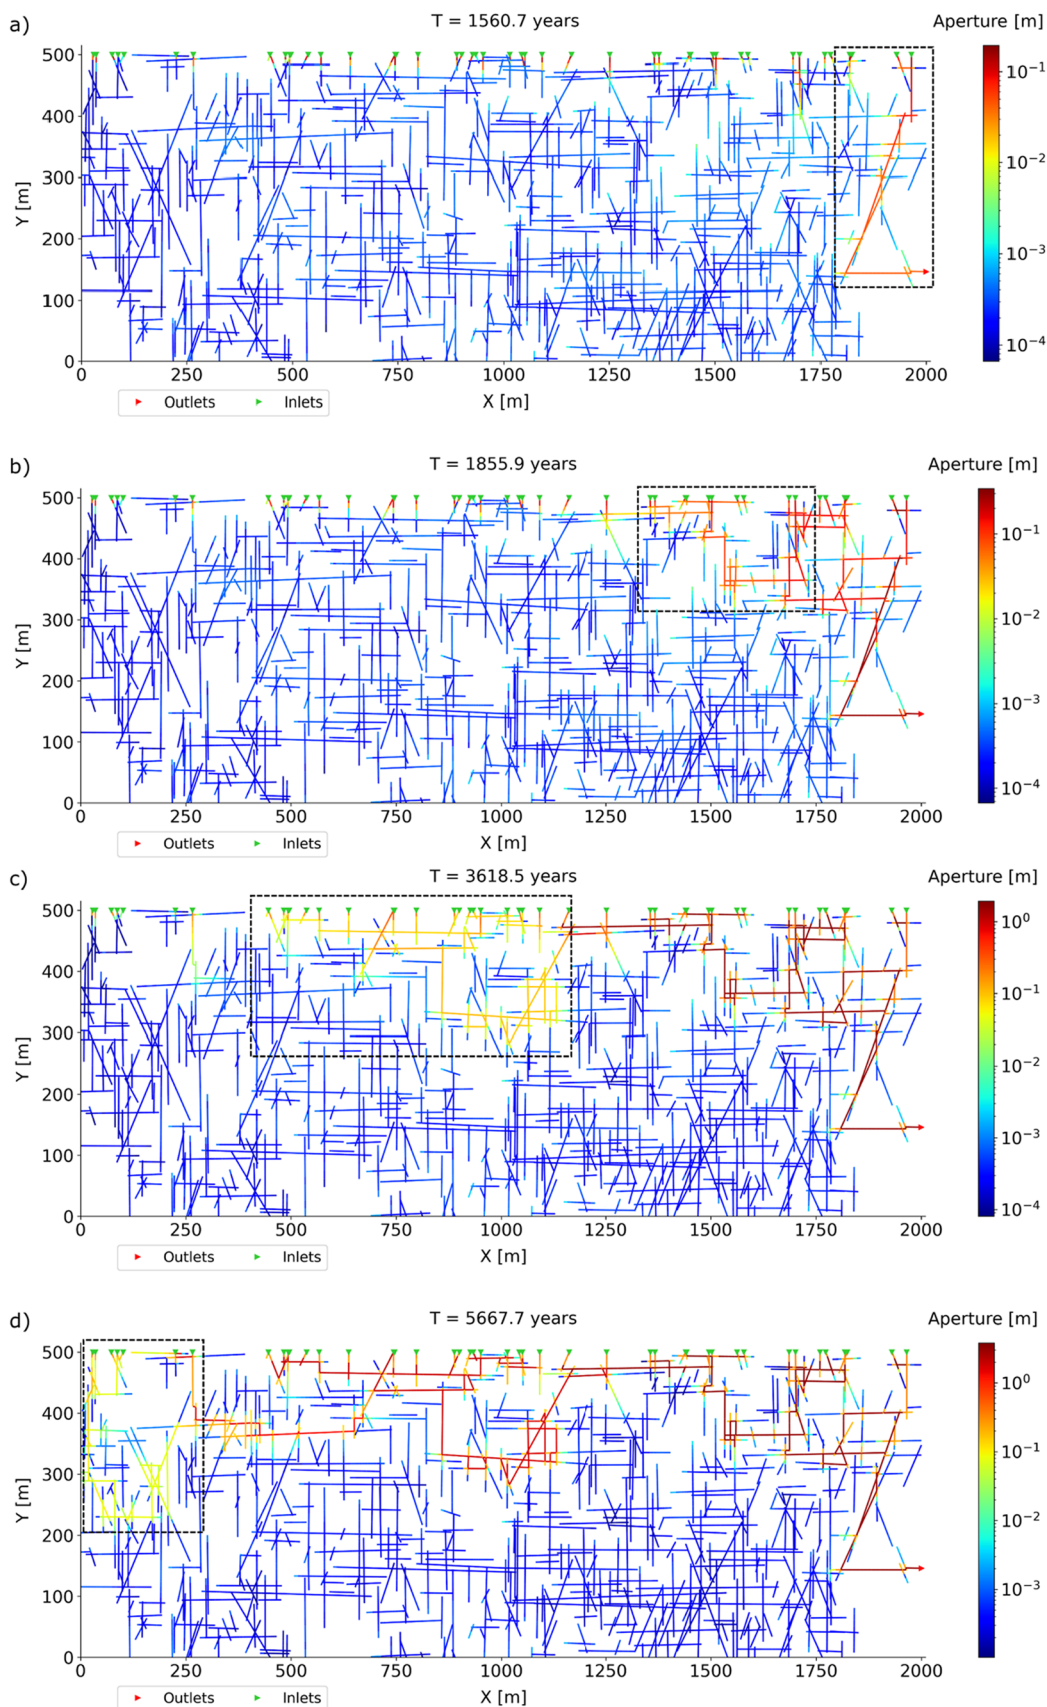 a)
T = 1560.7 years
Aperture [m]
500
400
300
200
100
0
Y [m]
10⁻¹
10⁻²
10⁻³
10⁻⁴
0 250 500 750 1000 1250 1500 1750 2000
X [m]
Outlets Inlets
b)
T = 1855.9 years
Aperture [m]
500
400
300
200
100
0
Y [m]
10⁻¹
10⁻²
10⁻³
10⁻⁴
0 250 500 750 1000 1250 1500 1750 2000
X [m]
Outlets Inlets
c)
T = 3618.5 years
Aperture [m]
500
400
300
200
100
0
Y [m]
10⁰
10⁻¹
10⁻²
10⁻³
10⁻⁴
0 250 500 750 1000 1250 1500 1750 2000
X [m]
Outlets Inlets
d)
T = 5667.7 years
Aperture [m]
500
400
300
200
100
0
Y [m]
10⁰
10⁻¹
10⁻²
10⁻³
0 250 500 750 1000 1250 1500 1750 2000
X [m]
Outlets Inlets